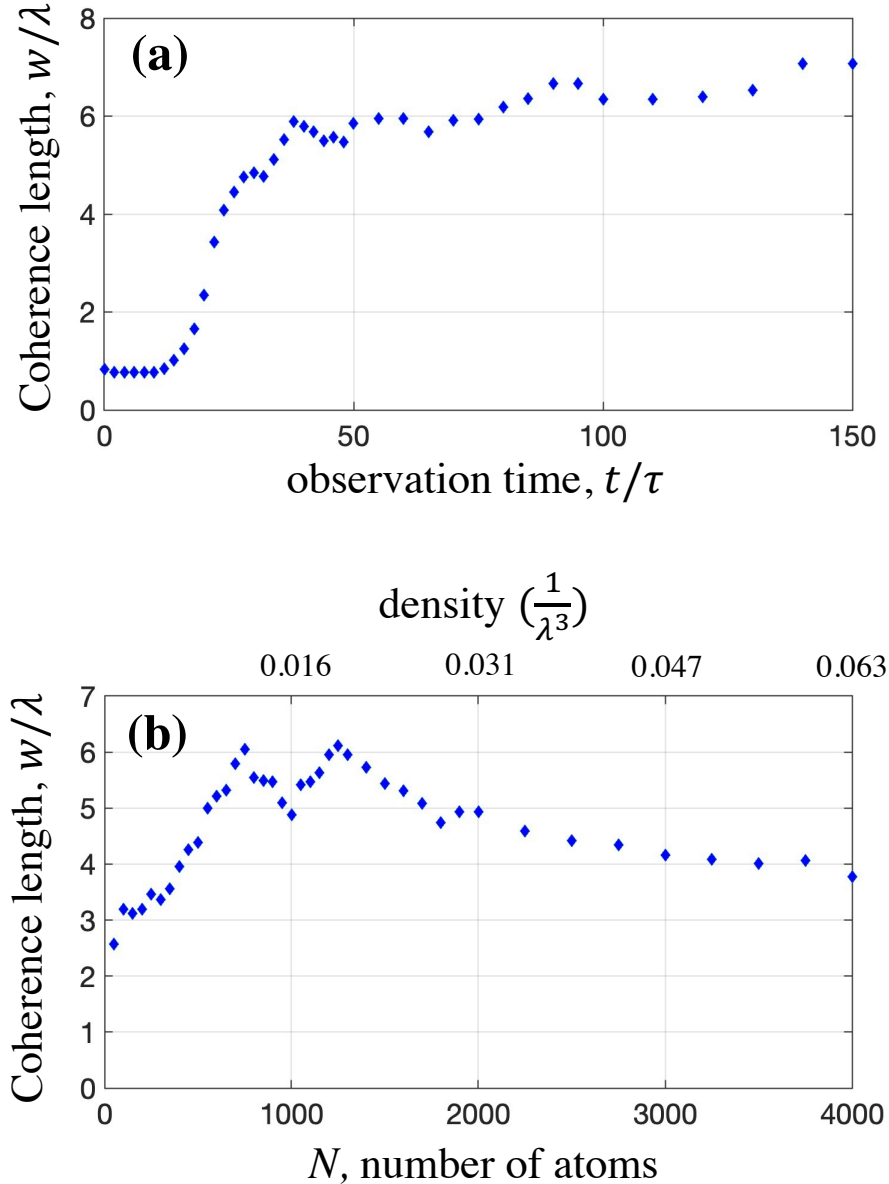 Coherence length, w/λ
(a)
8
6
4
2
0
0 50 100 150
observation time, t/τ
density (1/λ³)
0.016 0.031 0.047 0.063
Coherence length, w/λ
(b)
7
6
5
4
3
2
1
0
0 1000 2000 3000 4000
N, number of atoms